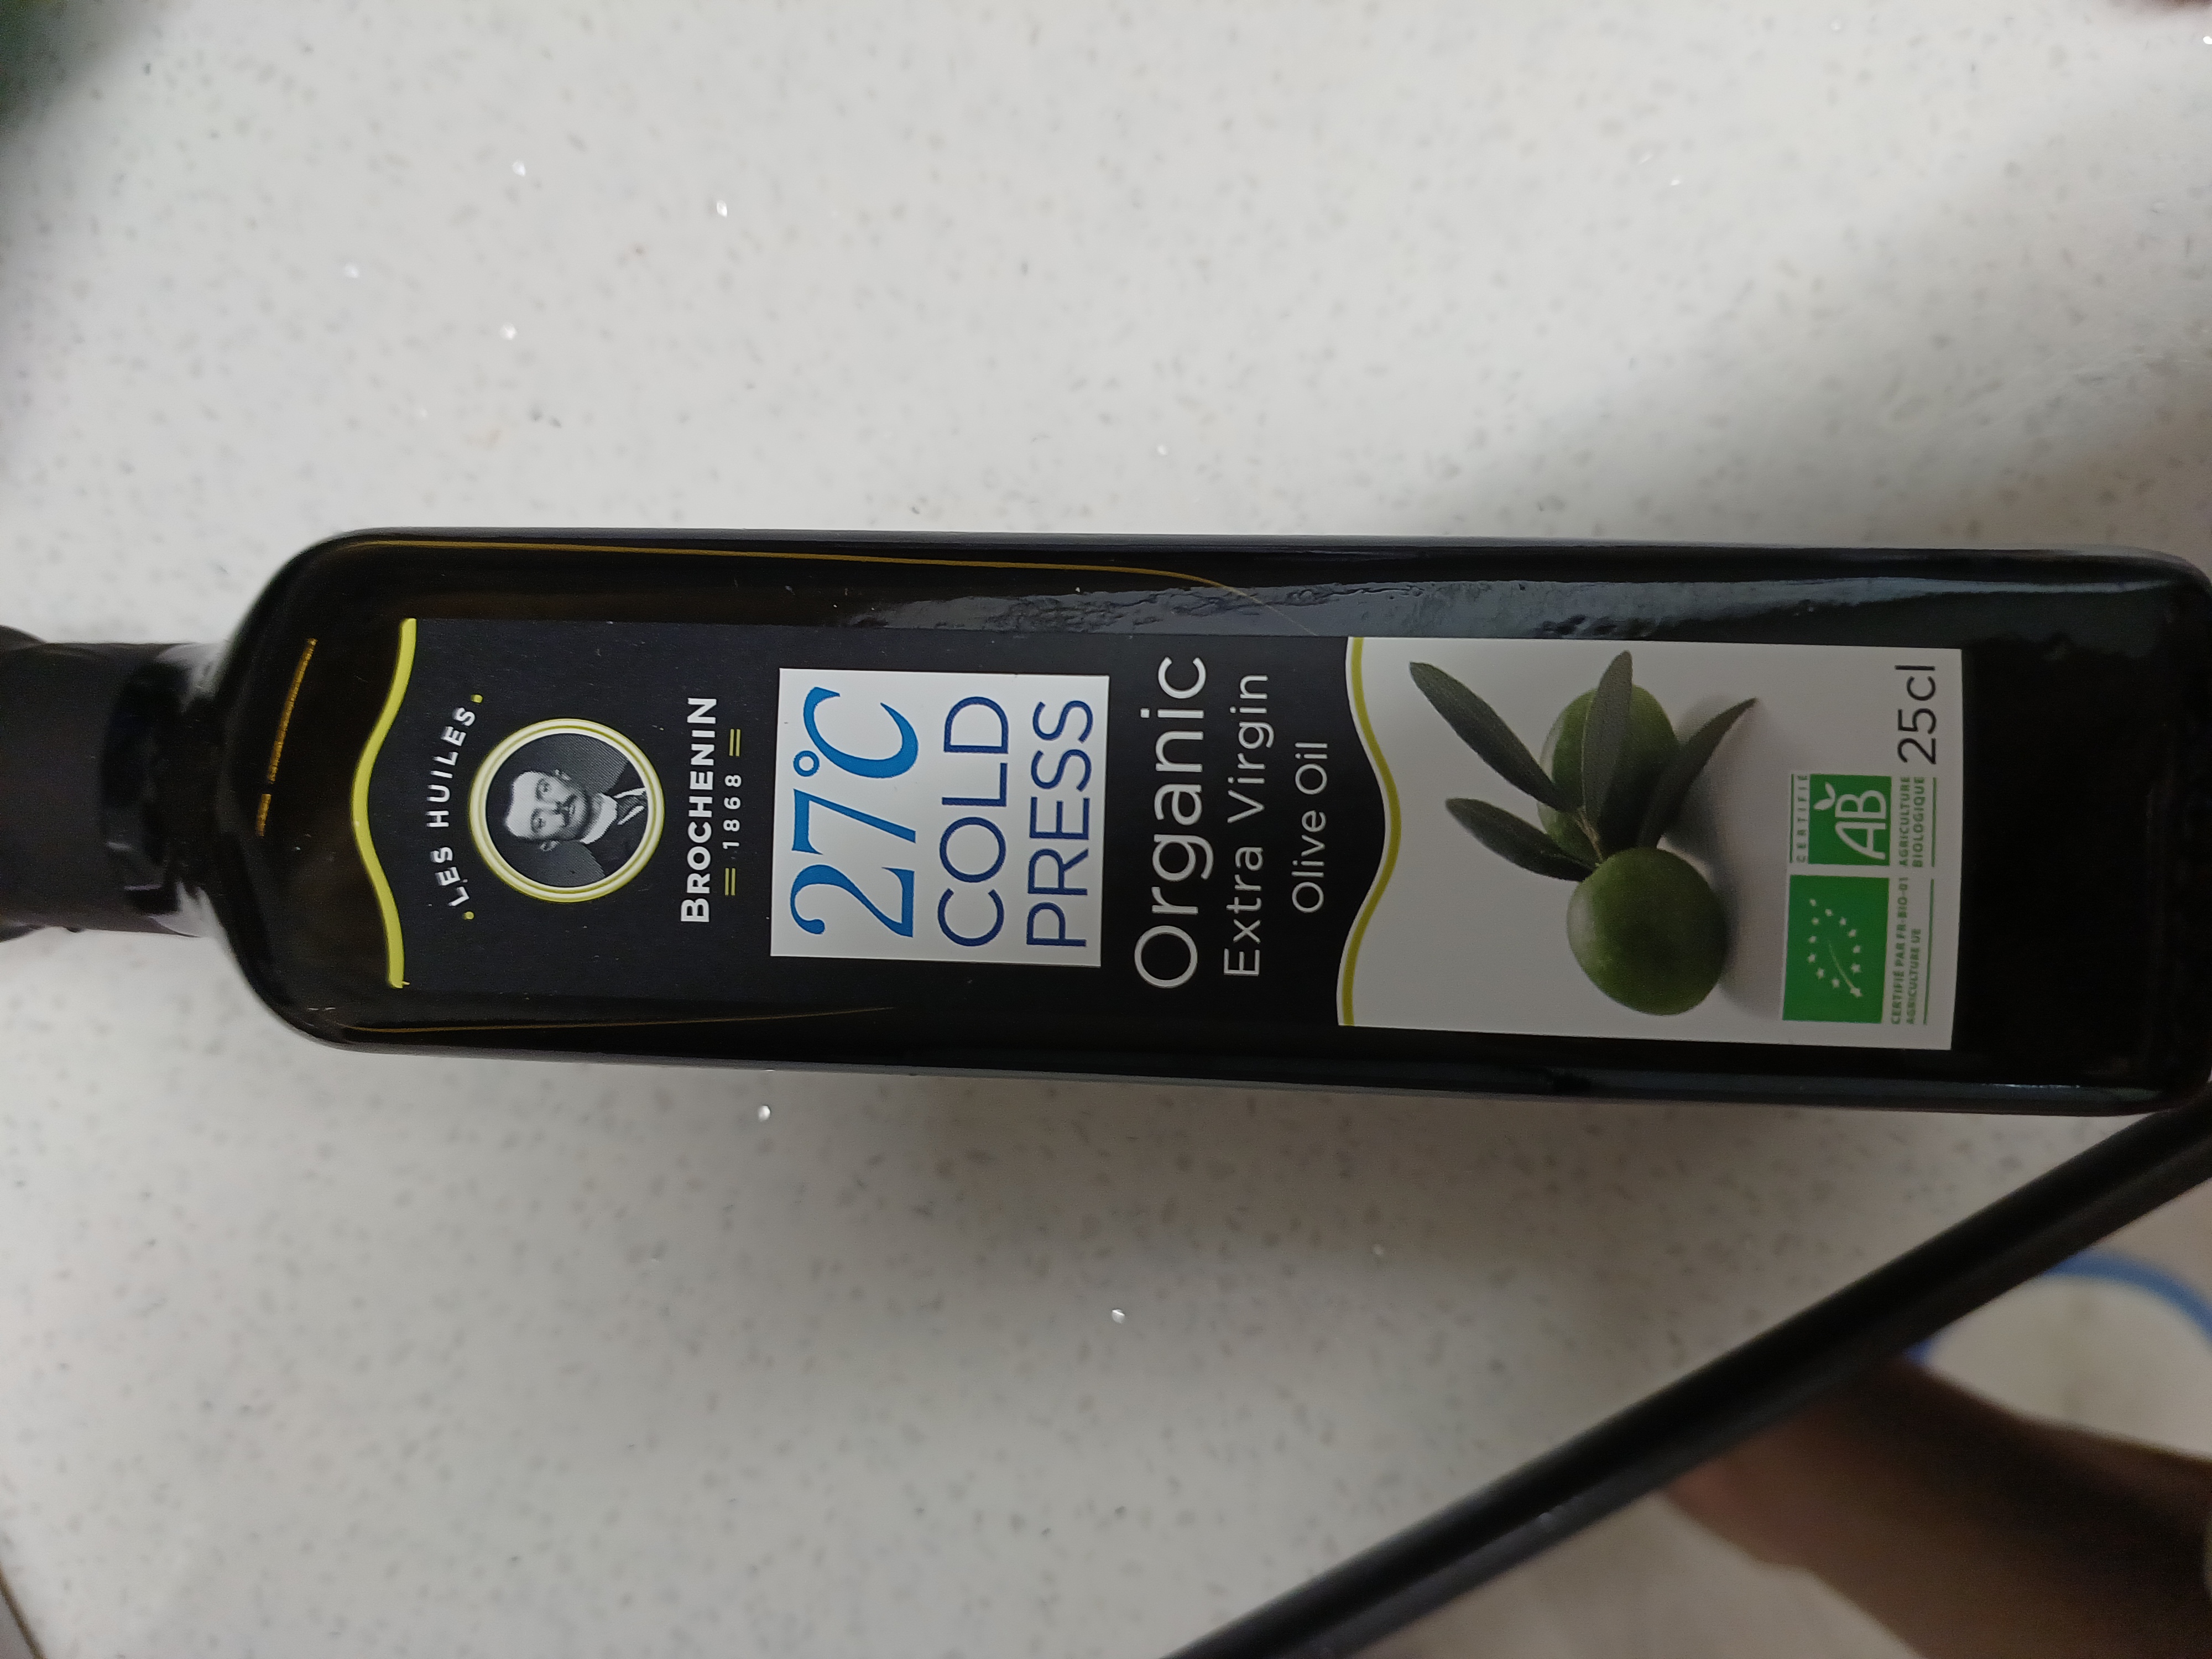 LES HUILES
BROCHENIN
1868
27°C
COLD
PRESS
Organic
Extra Virgin
Olive Oil
CERTIFIÉ
AB
CERTIFIÉ PAR FR-BIO-01
AGRICULTURE UE
AGRICULTURE
BIOLOGIQUE
25cl